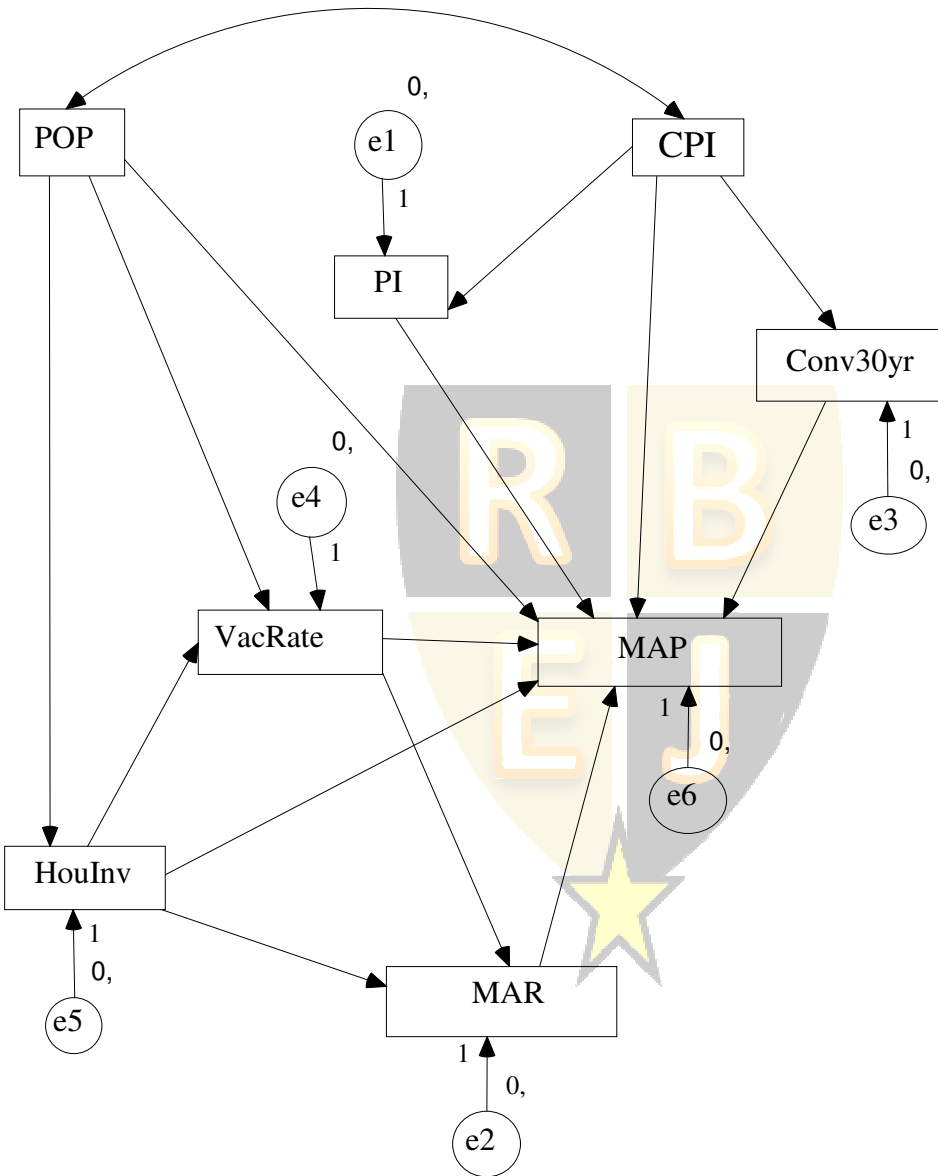 0,
POP
e1
CPI
1
PI
Conv30yr
0,
1
e4
0,
e3
1
VacRate
MAP
1
0,
e6
HouInv
1
0,
e5
MAR
1
0,
e2
R B
E J